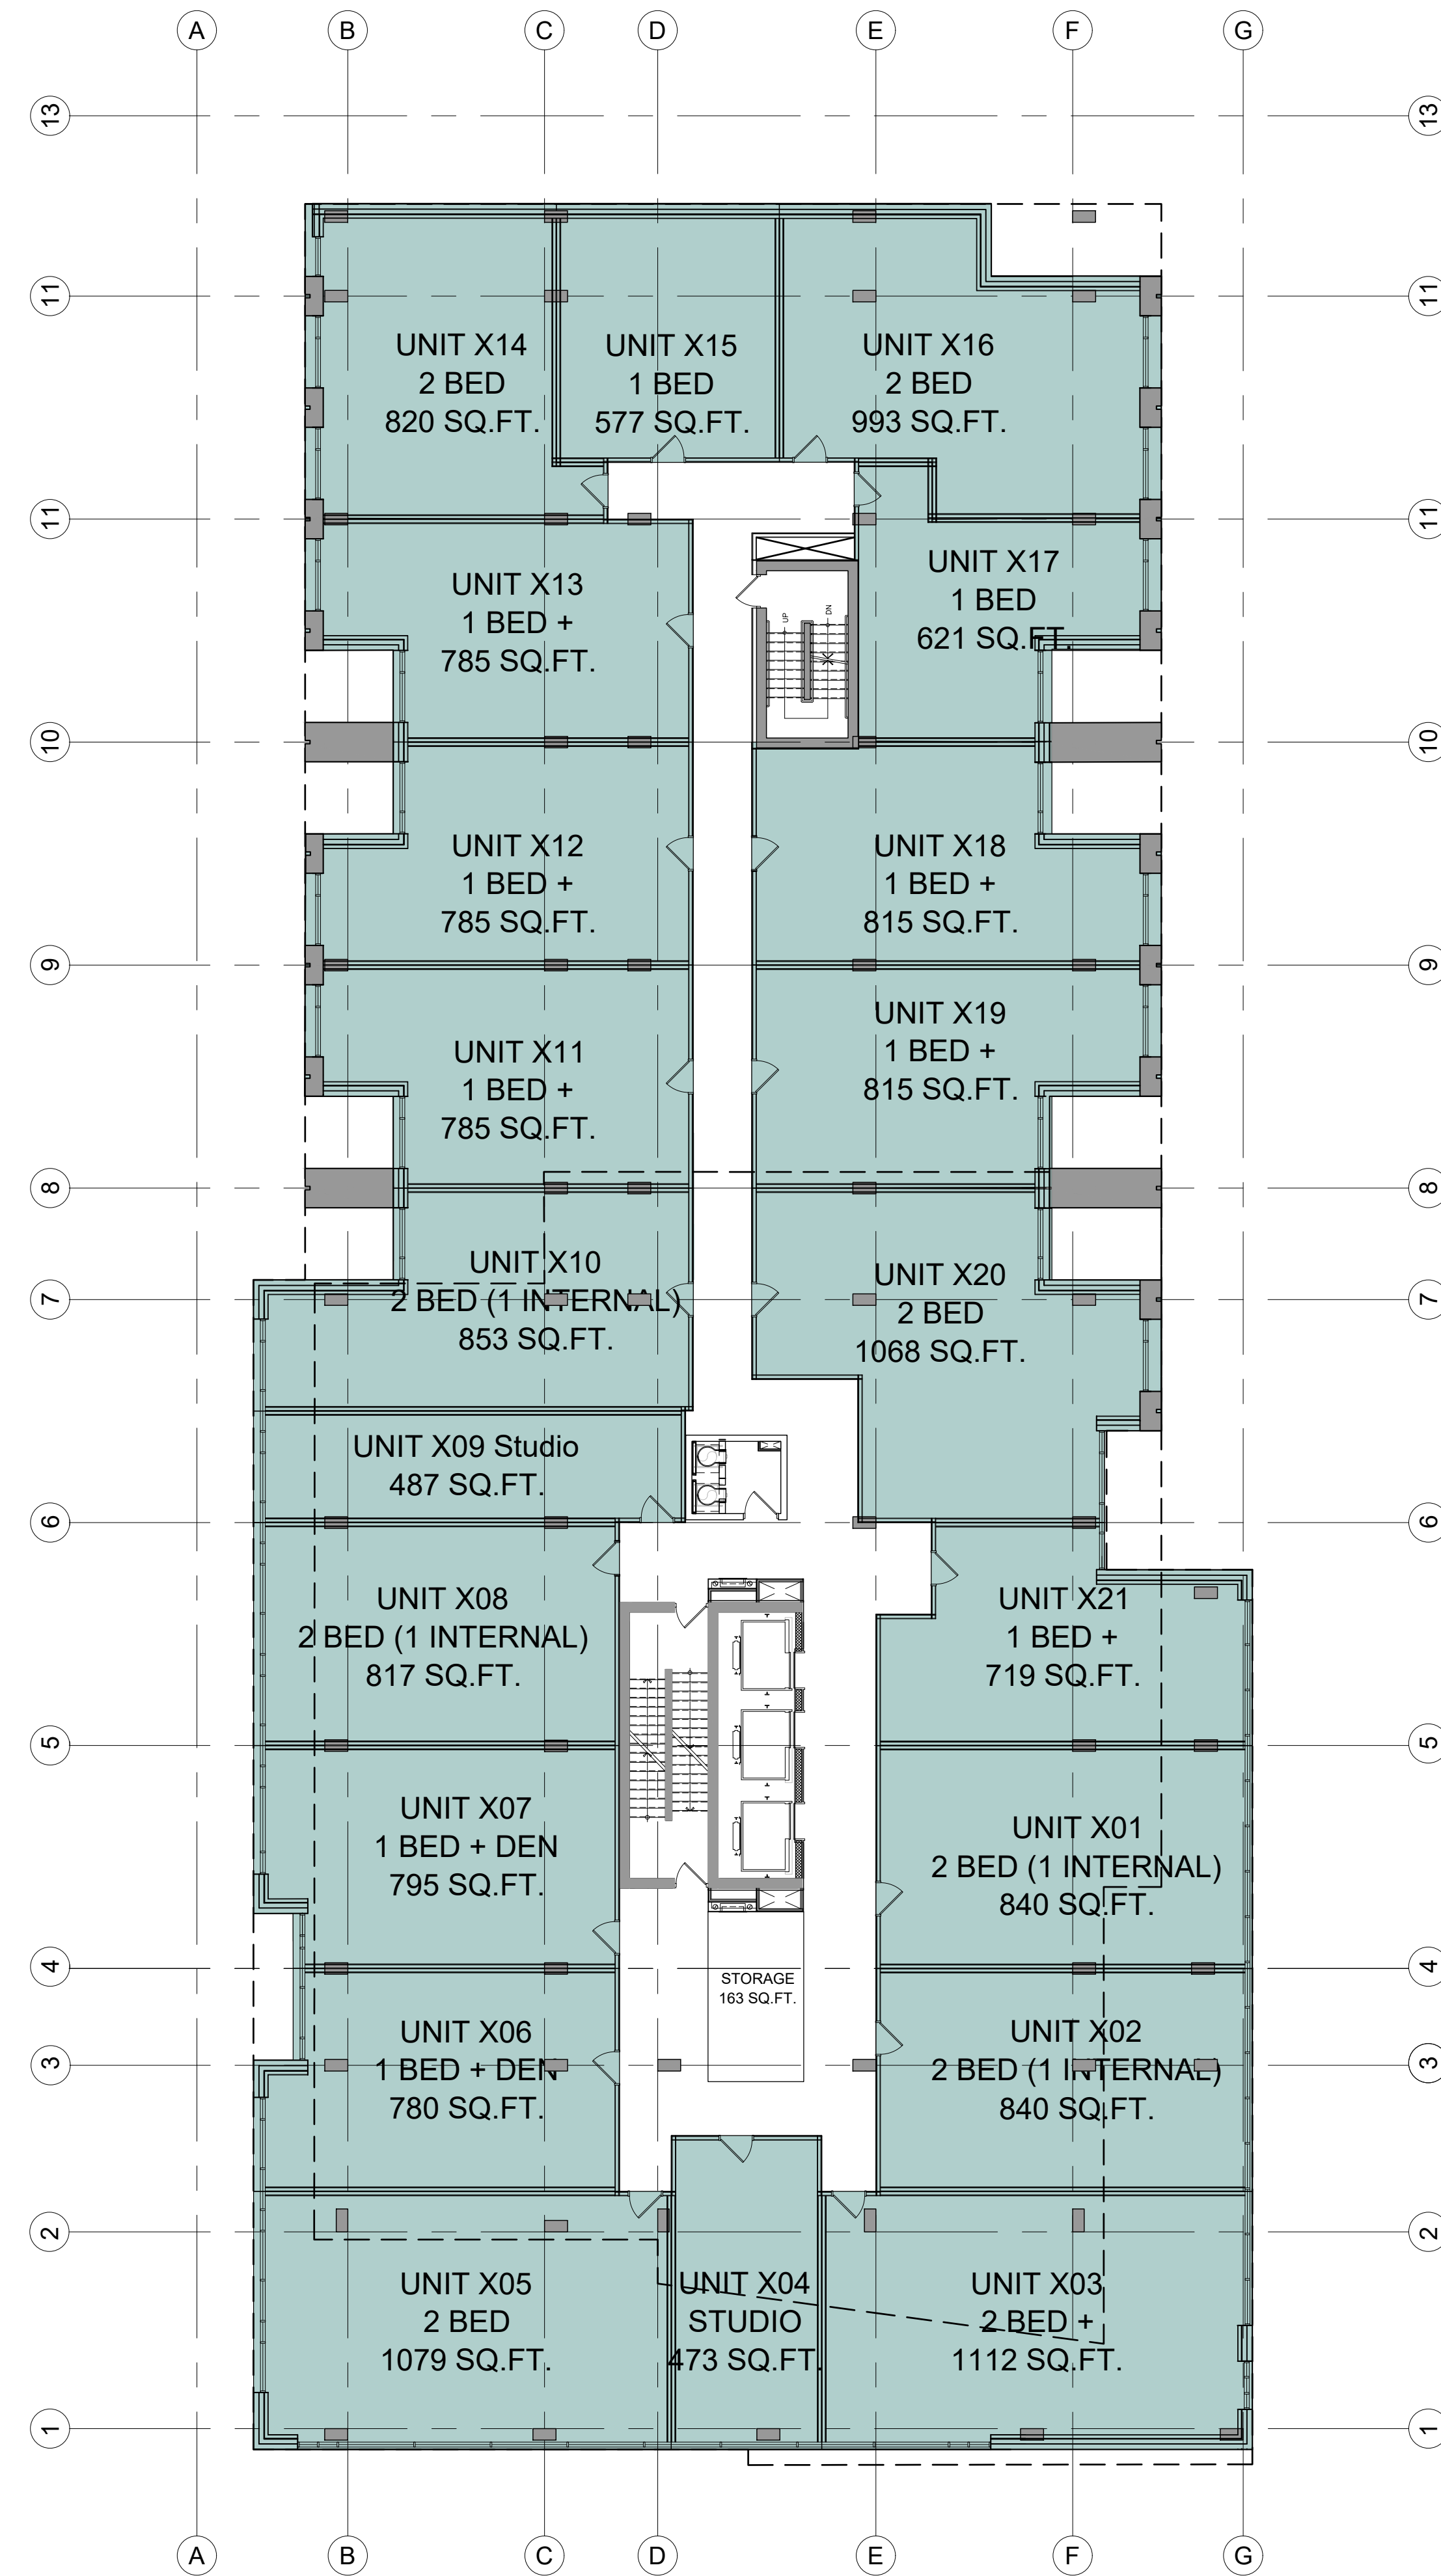 A B C D E F G
13 13
11 11
UNIT X14
2 BED
820 SQ.FT.
UNIT X15
1 BED
577 SQ.FT.
UNIT X16
2 BED
993 SQ.FT.
11 11
UNIT X13
1 BED +
785 SQ.FT.
UP
DN
UNIT X17
1 BED
621 SQ.FT.
10 10
UNIT X12
1 BED +
785 SQ.FT.
UNIT X18
1 BED +
815 SQ.FT.
9 9
UNIT X11
1 BED +
785 SQ.FT.
UNIT X19
1 BED +
815 SQ.FT.
8 8
UNIT X10
2 BED (1 INTERNAL)
853 SQ.FT.
UNIT X20
2 BED
1068 SQ.FT.
7 7
UNIT X09 Studio
487 SQ.FT.
6 6
UNIT X08
2 BED (1 INTERNAL)
817 SQ.FT.
UNIT X21
1 BED +
719 SQ.FT.
5 5
UNIT X07
1 BED + DEN
795 SQ.FT.
UNIT X01
2 BED (1 INTERNAL)
840 SQ.FT.
4 4
STORAGE
163 SQ.FT.
UNIT X06
1 BED + DEN
780 SQ.FT.
UNIT X02
2 BED (1 INTERNAL)
840 SQ.FT.
3 3
2 2
UNIT X05
2 BED
1079 SQ.FT.
UNIT X04
STUDIO
473 SQ.FT.
UNIT X03
2 BED +
1112 SQ.FT.
1 1
A B C D E F G